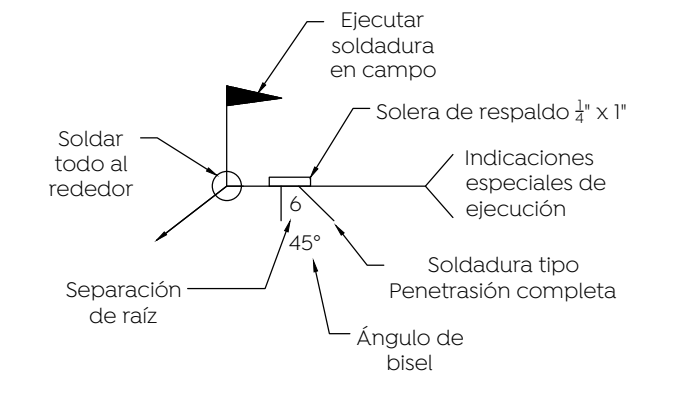 Ejecutar
soldadura
en campo
Solera de respaldo 1/4" x 1"
Soldar
todo al
rededor
Indicaciones
especiales de
ejecución
6
45°
Soldadura tipo
Penetrasión completa
Separación
de raíz
Ángulo de
bisel